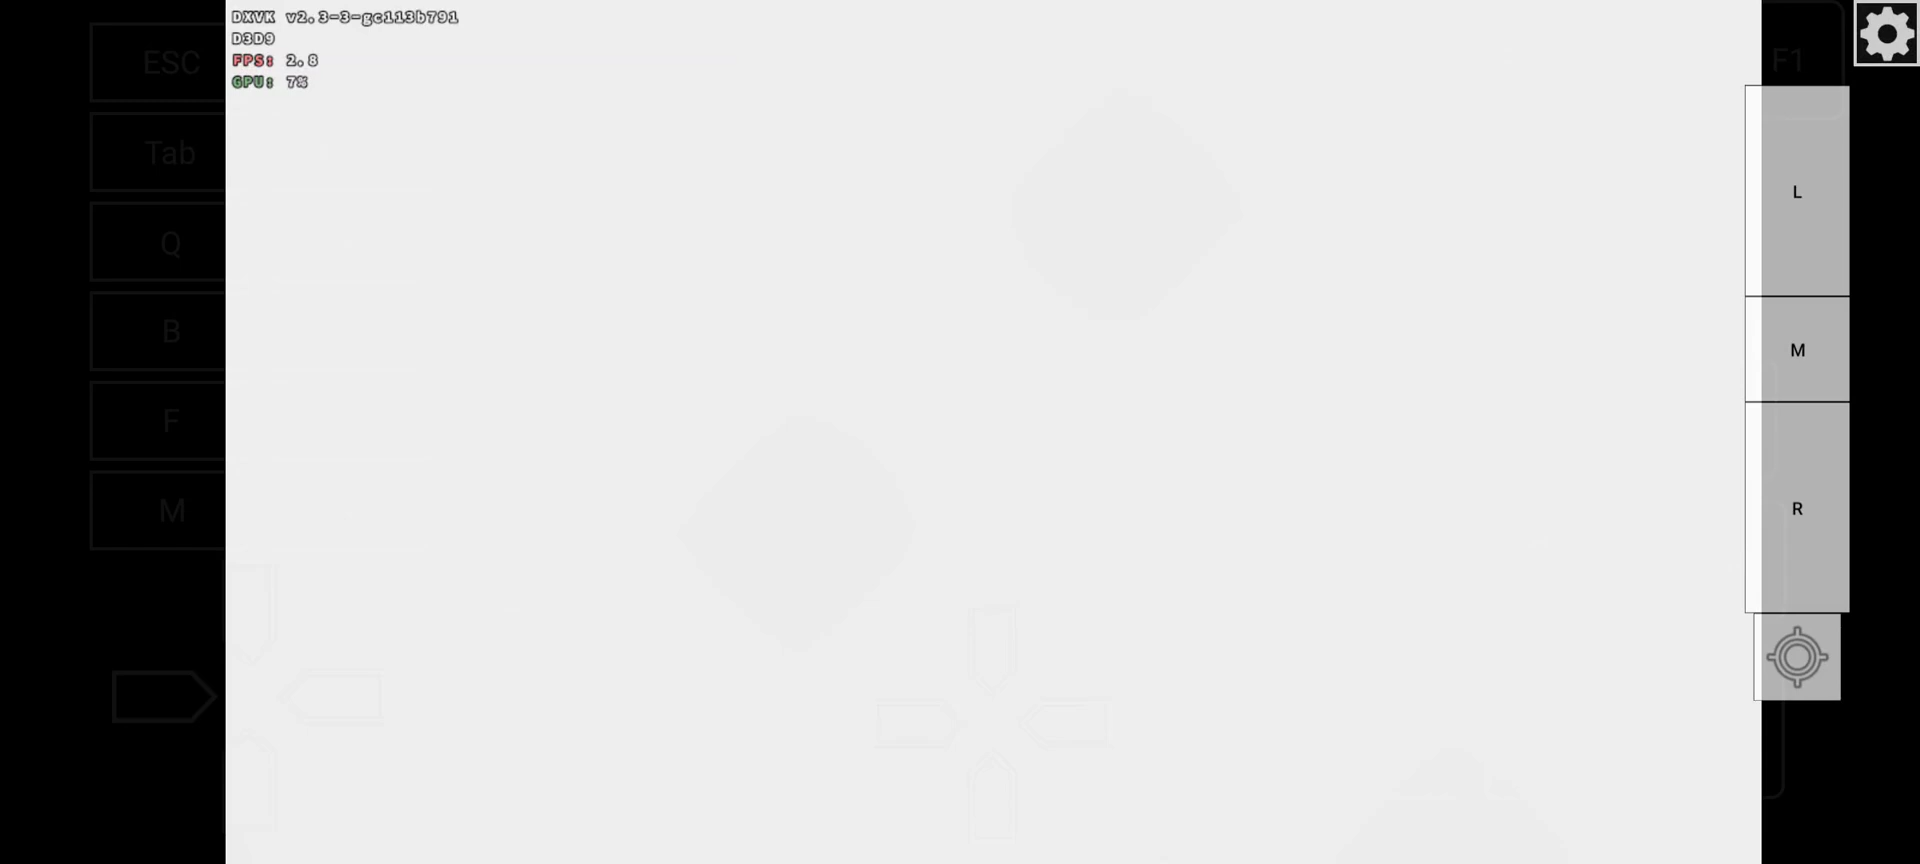 DXVK v2.3-3-gc113b791
D3D9
FPS: 2.8
GPU: 7%
ESC
Tab
Q
B
F
M
F1
L
M
R